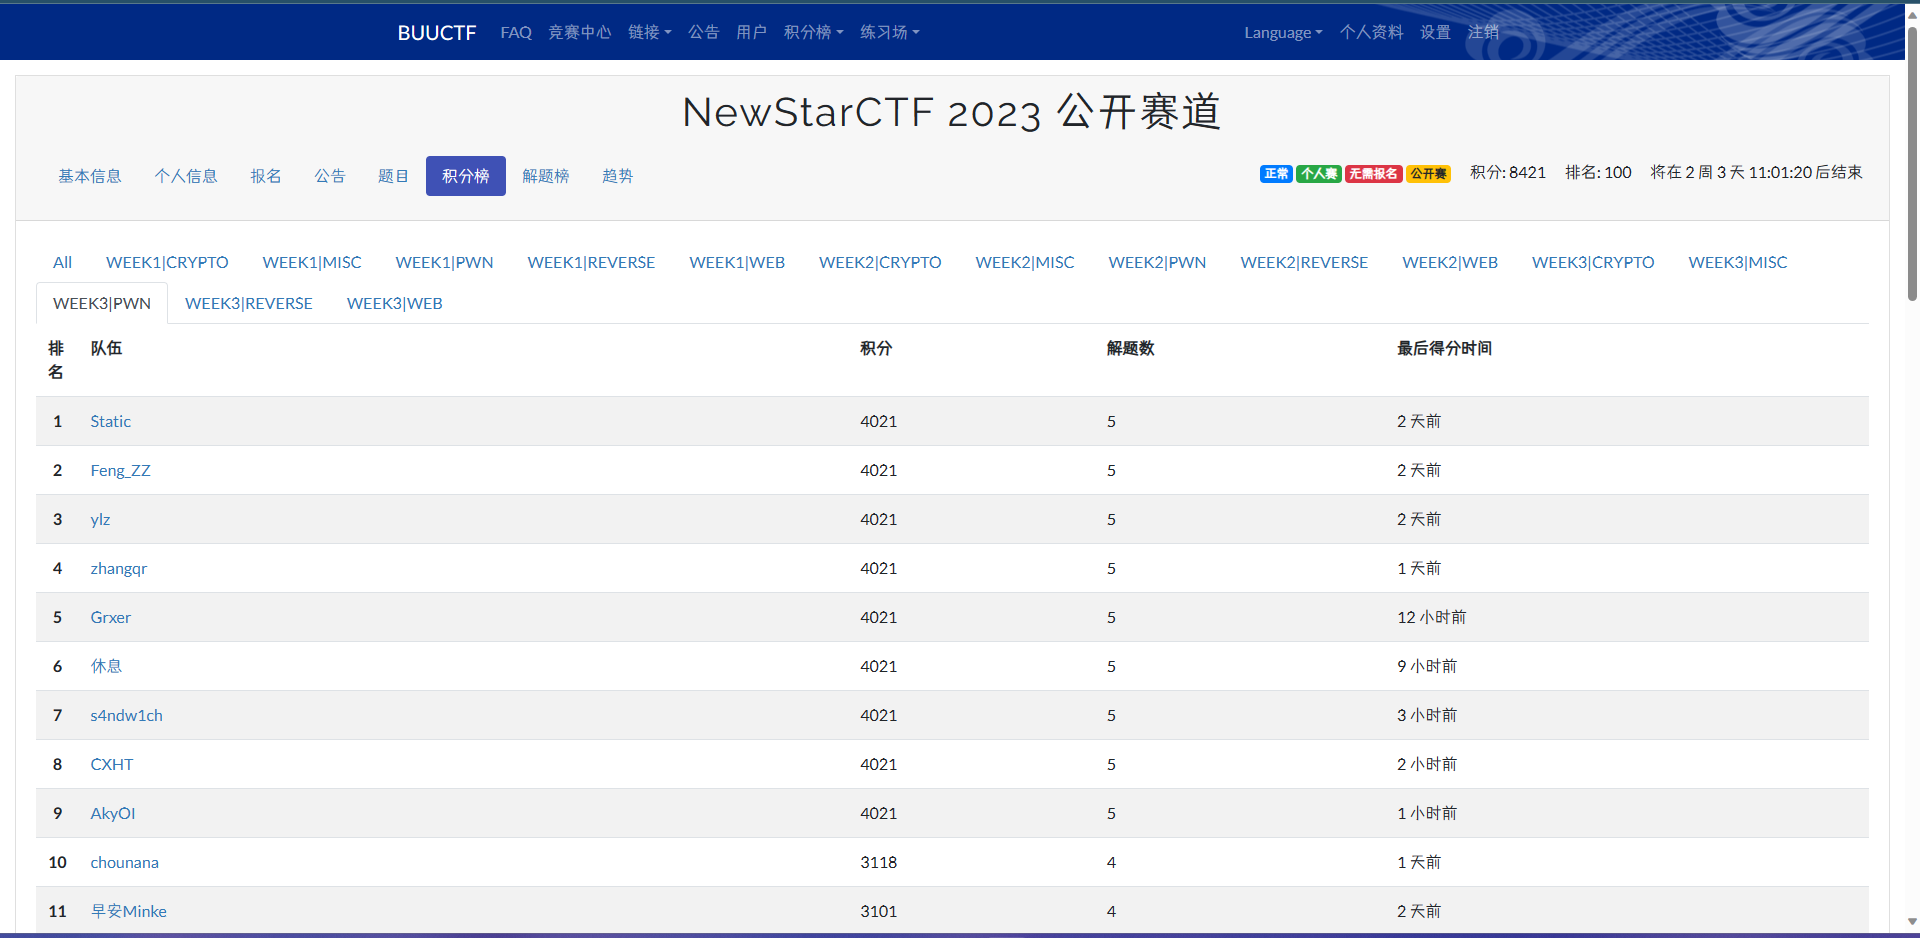 BUUCTF FAQ 竞赛中心 链接 公告 用户 积分榜 练习场 Language 个人资料 设置 注销
NewStarCTF 2023 公开赛道
基本信息 个人信息 报名 公告 题目 积分榜 解题榜 趋势 正常 个人赛 无需报名 公开赛 积分: 8421 排名: 100 将在 2 周 3 天 11:01:20 后结束
All WEEK1|CRYPTO WEEK1|MISC WEEK1|PWN WEEK1|REVERSE WEEK1|WEB WEEK2|CRYPTO WEEK2|MISC WEEK2|PWN WEEK2|REVERSE WEEK2|WEB WEEK3|CRYPTO WEEK3|MISC
WEEK3|PWN WEEK3|REVERSE WEEK3|WEB
排名 队伍 积分 解题数 最后得分时间
1 Static 4021 5 2 天前
2 Feng_ZZ 4021 5 2 天前
3 ylz 4021 5 2 天前
4 zhangqr 4021 5 1 天前
5 Grxer 4021 5 12 小时前
6 休息 4021 5 9 小时前
7 s4ndw1ch 4021 5 3 小时前
8 CXHT 4021 5 2 小时前
9 AkyOI 4021 5 1 小时前
10 chounana 3118 4 1 天前
11 早安Minke 3101 4 2 天前